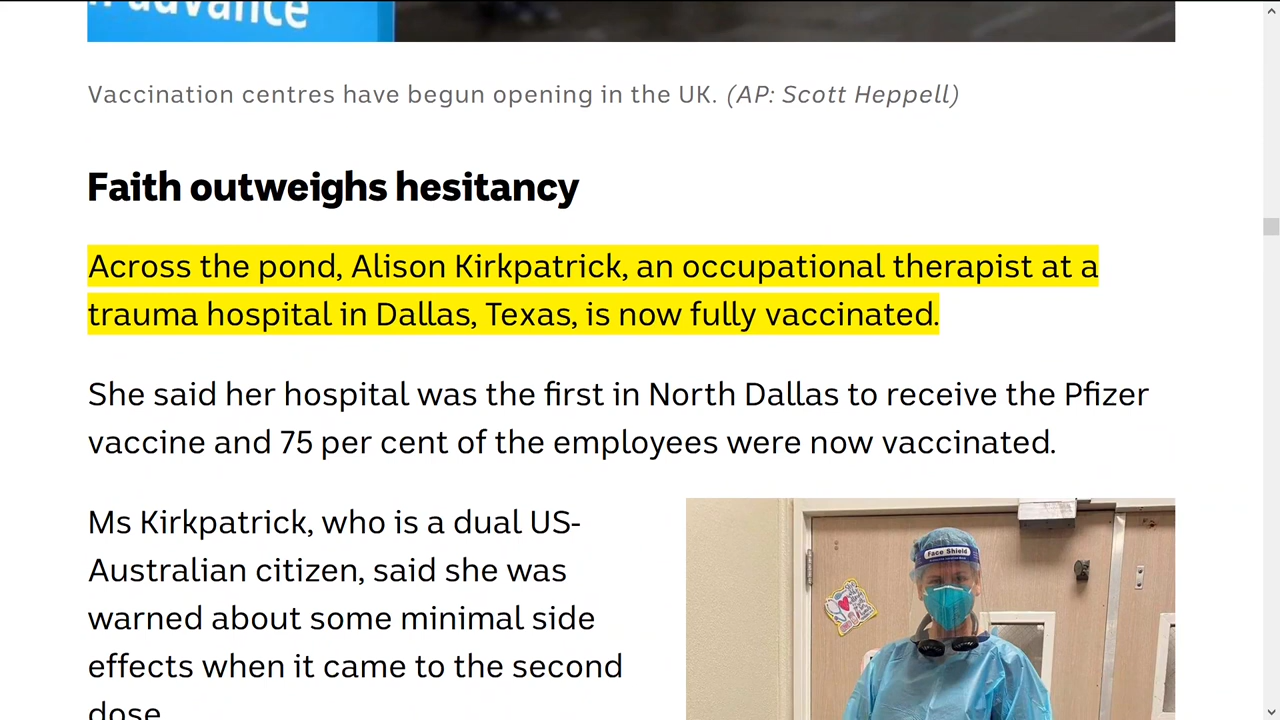 advance
Vaccination centres have begun opening in the UK. (AP: Scott Heppell)
Faith outweighs hesitancy
Across the pond, Alison Kirkpatrick, an occupational therapist at a
trauma hospital in Dallas, Texas, is now fully vaccinated.
She said her hospital was the first in North Dallas to receive the Pfizer
vaccine and 75 per cent of the employees were now vaccinated.
Ms Kirkpatrick, who is a dual US-
Australian citizen, said she was
warned about some minimal side
effects when it came to the second
dose.
Face Shield